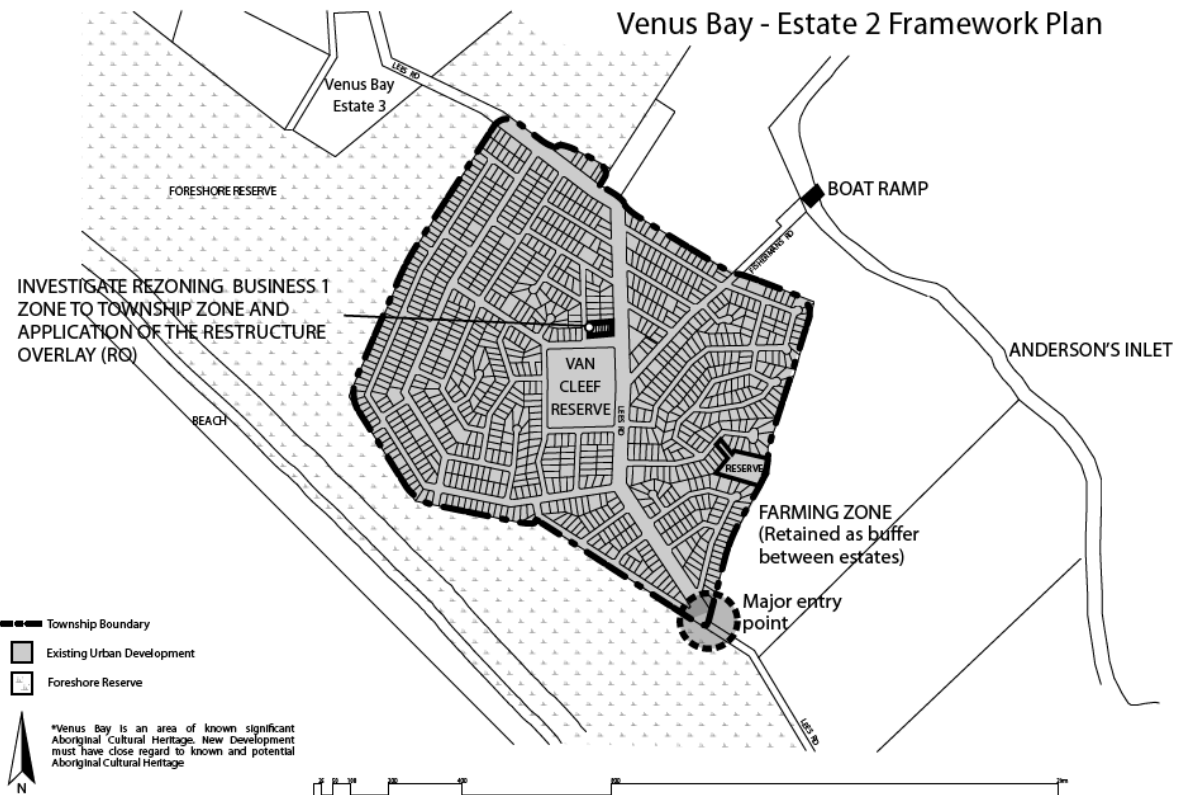 Venus Bay - Estate 2 Framework Plan
LEES RD
Venus Bay
Estate 3
FORESHORE RESERVE
BOAT RAMP
FISHERMANS RD
INVESTIGATE REZONING BUSINESS 1
ZONE TO TOWNSHIP ZONE AND
APPLICATION OF THE RESTRUCTURE
OVERLAY (RO)
ANDERSON'S INLET
VAN
CLEEF
RESERVE
LEES RD
BEACH
RESERVE
FARMING ZONE
(Retained as buffer
between estates)
Major entry
point
LEES RD
Township Boundary
Existing Urban Development
Foreshore Reserve
*Venus Bay is an area of known significant
Aboriginal Cultural Heritage. New Development
must have close regard to known and potential
Aboriginal Cultural Heritage
N
50 100 200 400